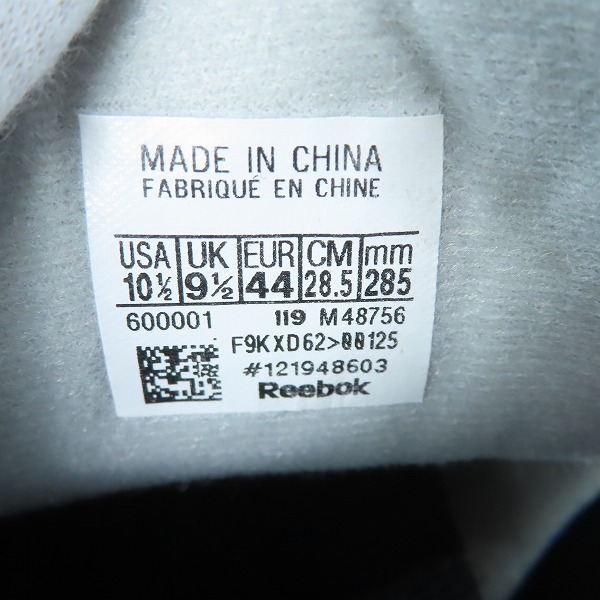 MADE IN CHINA
FABRIQUÉ EN CHINE
USA UK EUR CM mm
10½ 9½ 44 28.5 285
600001 119 M48756
F9KXD62>00125
#121948603
Reebok